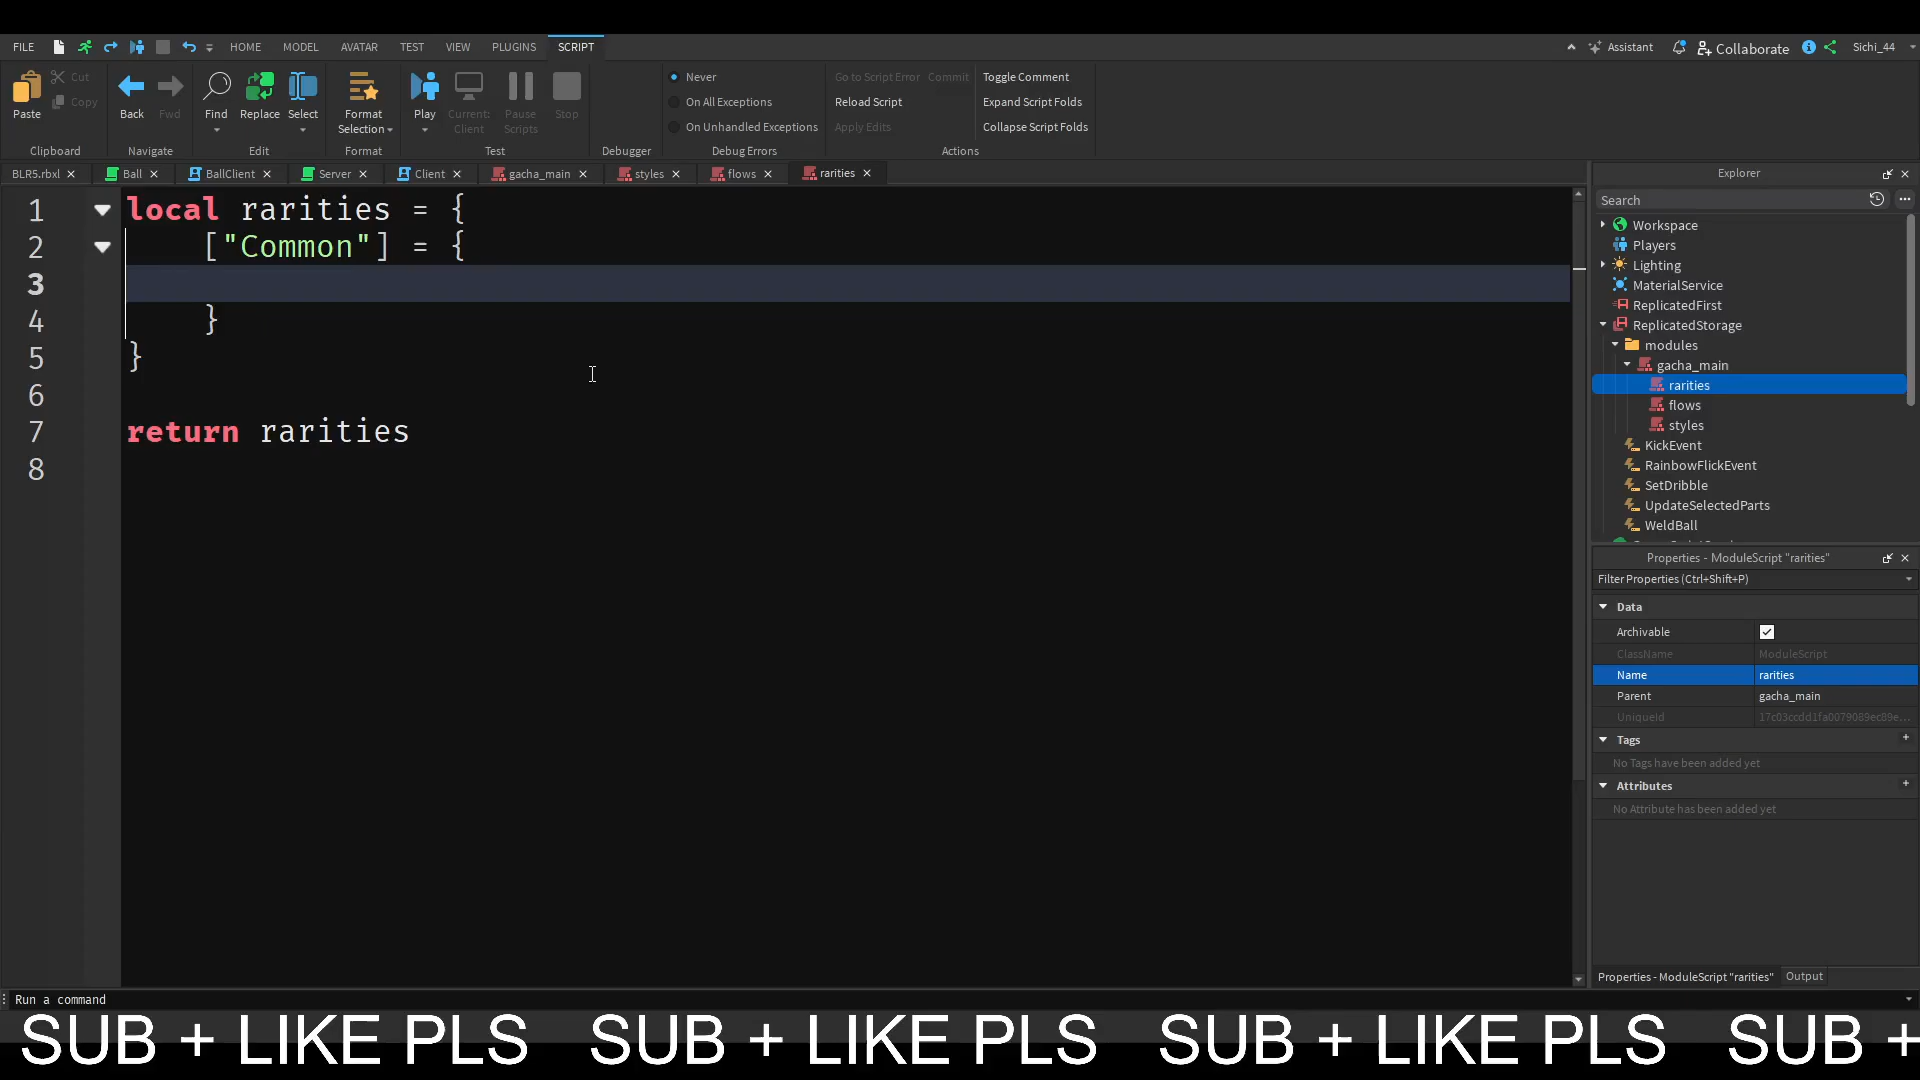 FILE HOME MODEL AVATAR TEST VIEW PLUGINS SCRIPT Assistant Collaborate Sichi_44
Paste Cut Copy Back Fwd Find Replace Select Format Selection Play Current: Client Pause Scripts Stop
Never
On All Exceptions
On Unhandled Exceptions
Go to Script Error Commit
Reload Script
Apply Edits
Toggle Comment
Expand Script Folds
Collapse Script Folds
Clipboard Navigate Edit Format Test Debugger Debug Errors Actions
BLR5.rbxl Ball BallClient Server Client gacha_main styles flows rarities
1 local rarities = {
2 ["Common"] = {
3
4 }
5 }
6
7 return rarities
8
Explorer
Search
Workspace
Players
Lighting
MaterialService
ReplicatedFirst
ReplicatedStorage
modules
gacha_main
rarities
flows
styles
KickEvent
RainbowFlickEvent
SetDribble
UpdateSelectedParts
WeldBall
Properties - ModuleScript "rarities"
Filter Properties (Ctrl+Shift+P)
Data
Archivable
ClassName ModuleScript
Name rarities
Parent gacha_main
UniqueId 17c03ccdd1fa0079089ec89e...
Tags +
No Tags have been added yet
Attributes +
No Attribute has been added yet
Properties - ModuleScript "rarities" Output
Run a command
SUB + LIKE PLS SUB + LIKE PLS SUB + LIKE PLS SUB +